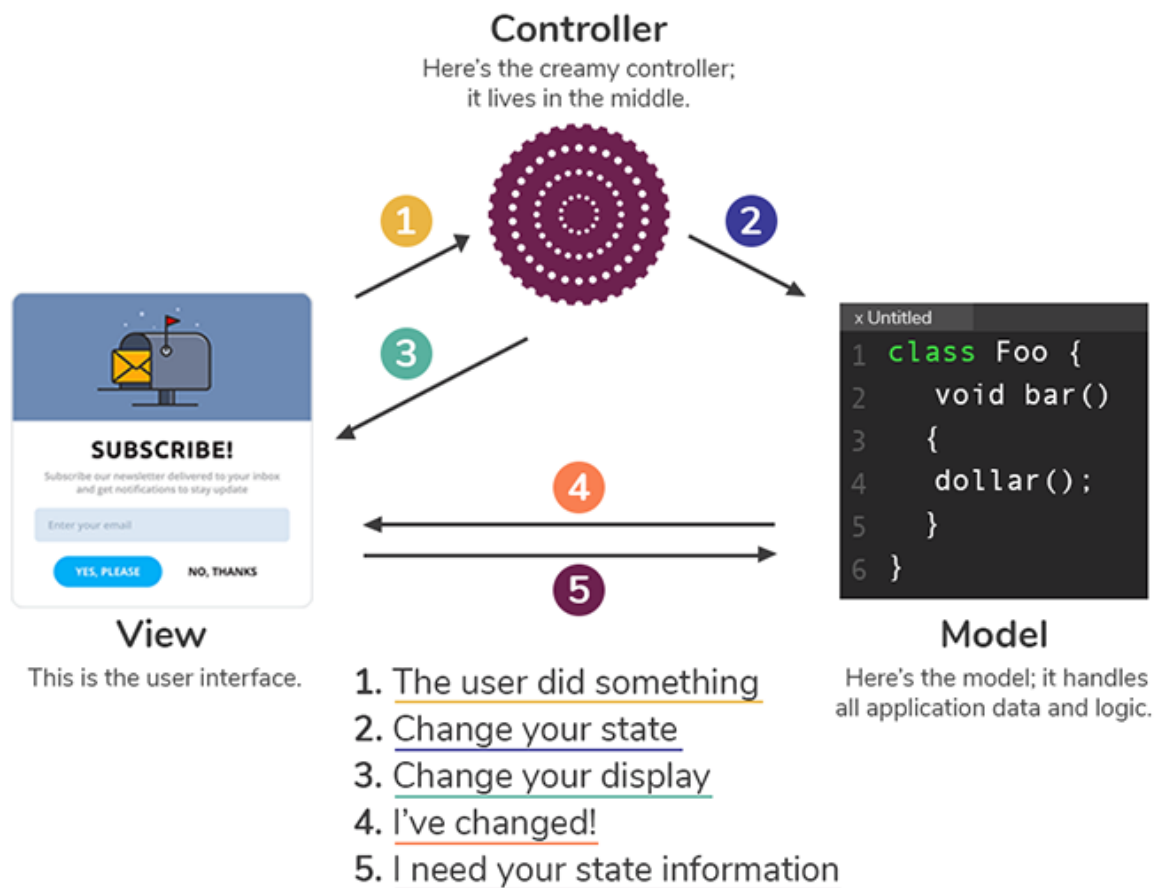 Controller
Here's the creamy controller;
it lives in the middle.
1
2
3
SUBSCRIBE!
Subscribe our newsletter delivered to your inbox
and get notifications to stay update
Enter your email
YES, PLEASE NO, THANKS
View
This is the user interface.
4
5
x Untitled
1 class Foo {
2 void bar()
3 {
4 dollar();
5 }
6 }
Model
Here's the model; it handles
all application data and logic.
1. The user did something
2. Change your state
3. Change your display
4. I've changed!
5. I need your state information